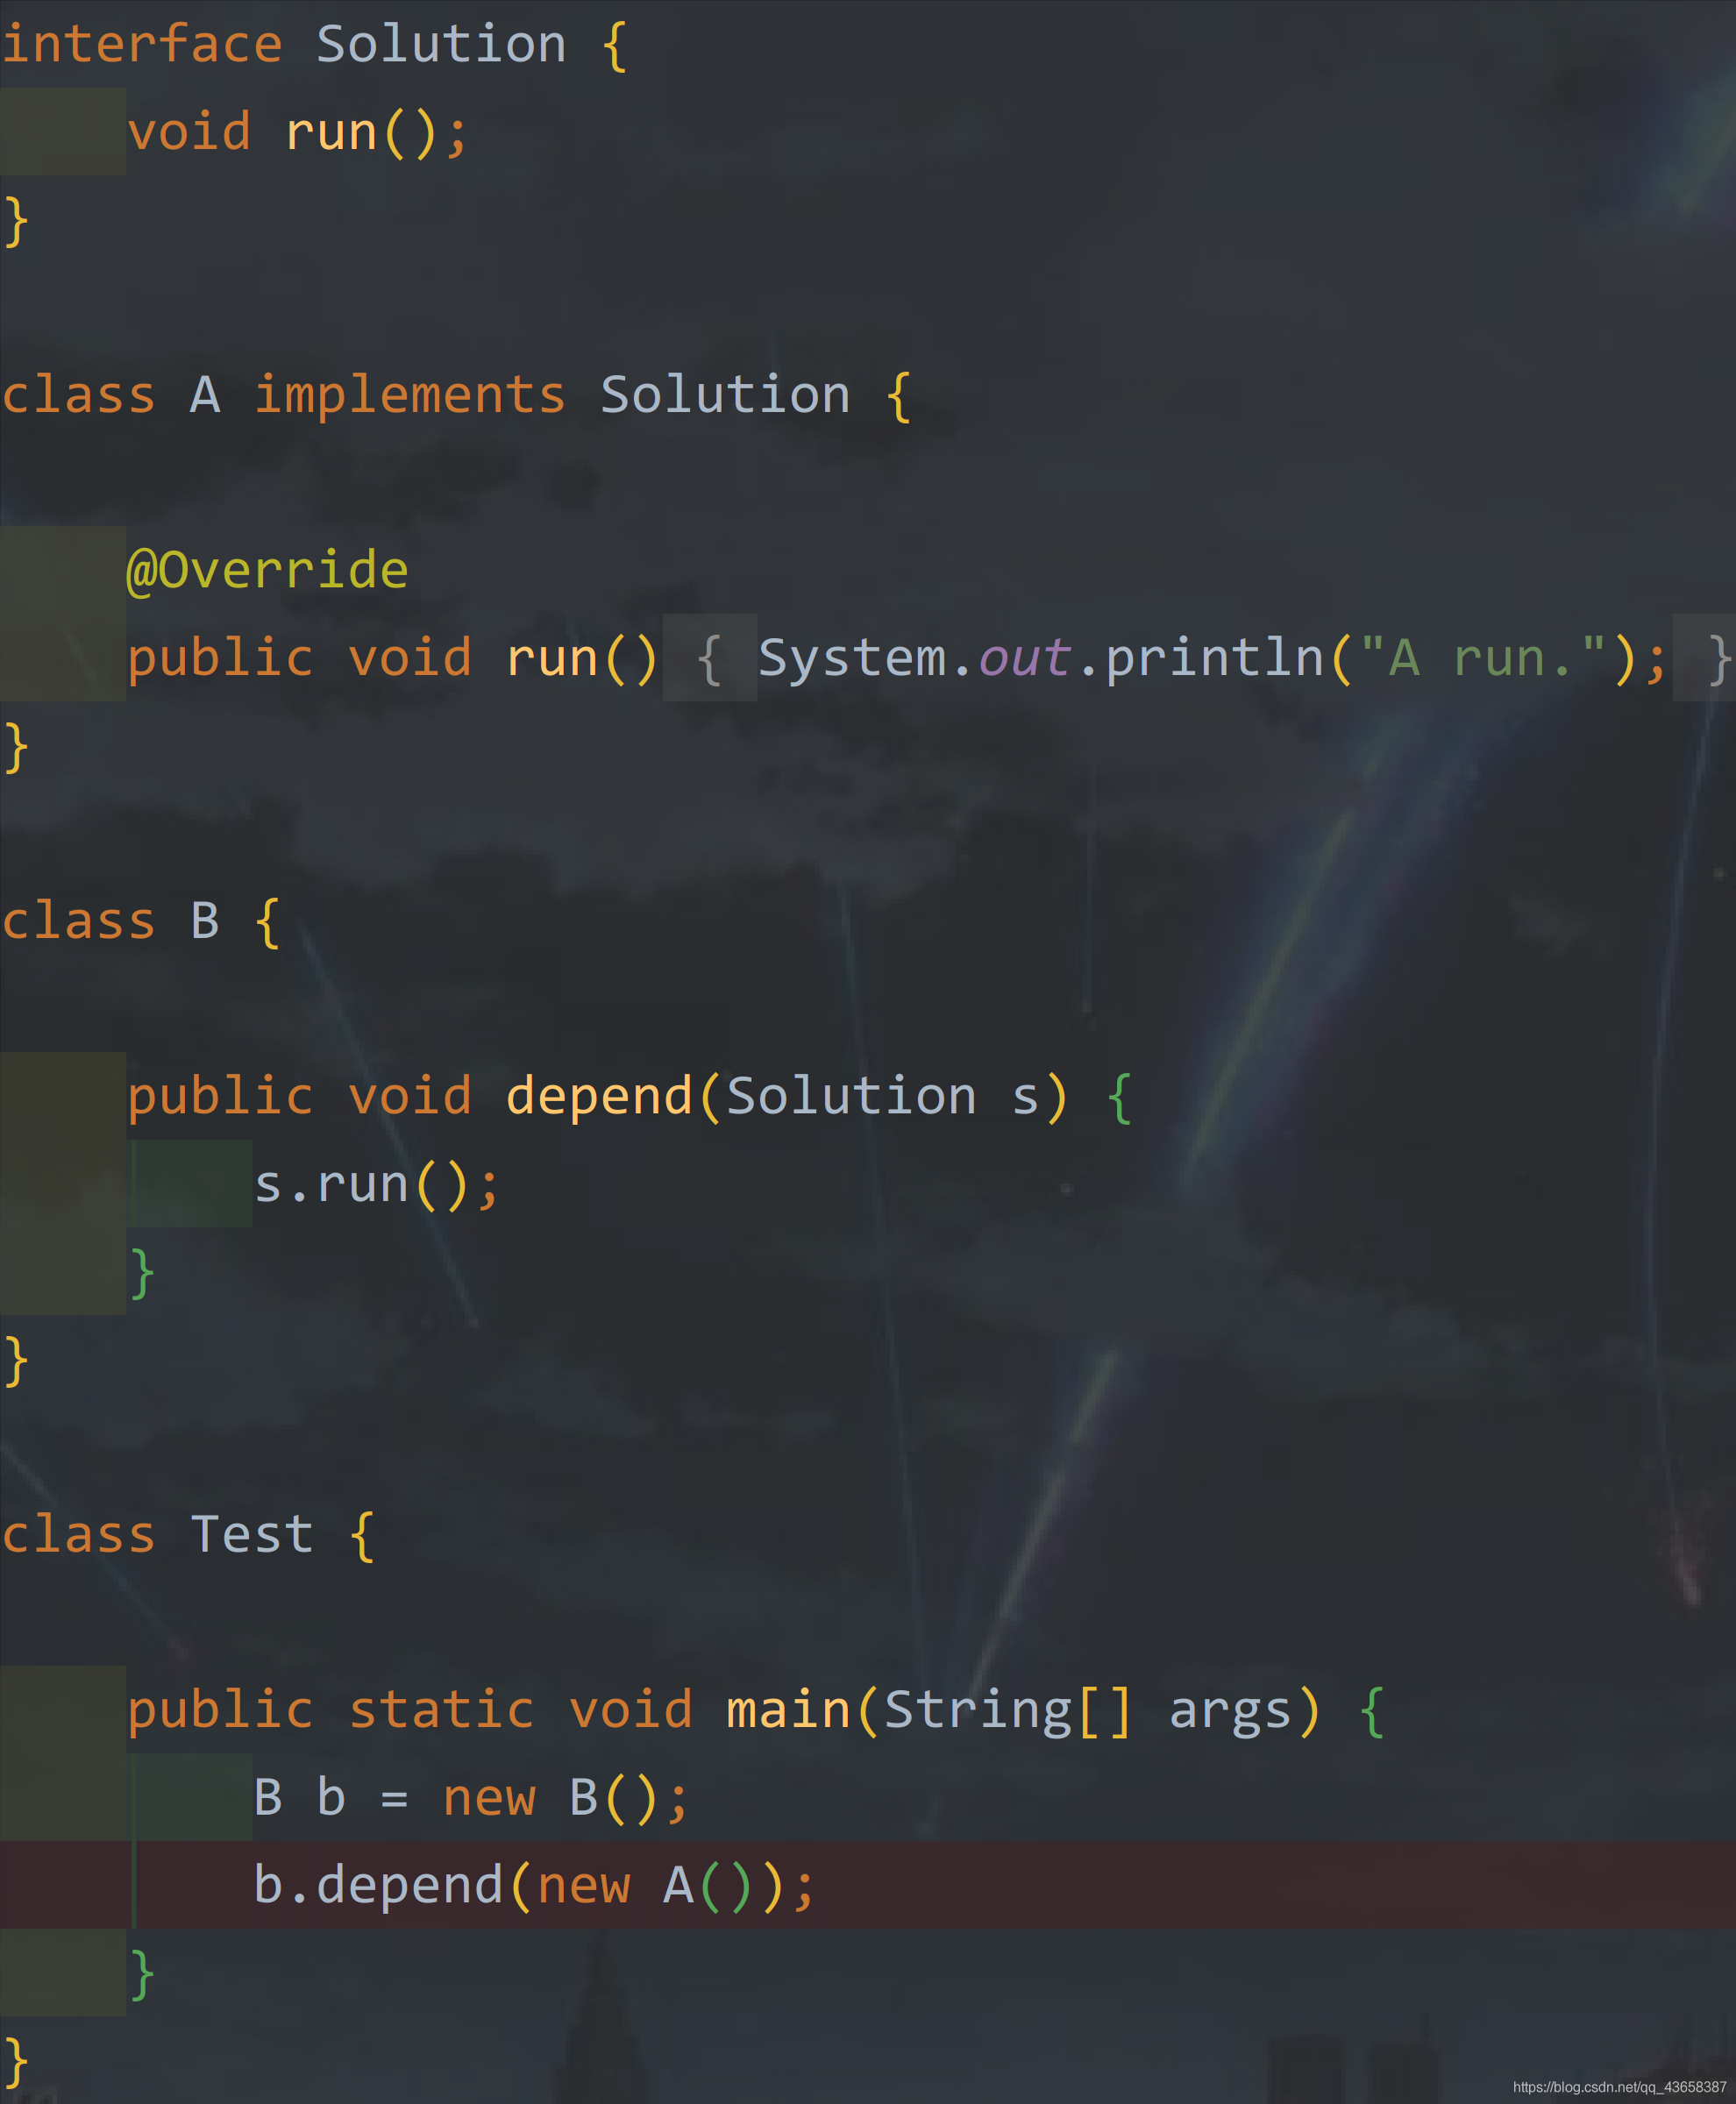 interface Solution {
    void run();
}
class A implements Solution {
    @Override
    public void run() { System.out.println("A run."); }
}
class B {
    public void depend(Solution s) {
        s.run();
    }
}
class Test {
    public static void main(String[] args) {
        B b = new B();
        b.depend(new A());
    }
}
https://blog.csdn.net/qq_43658387